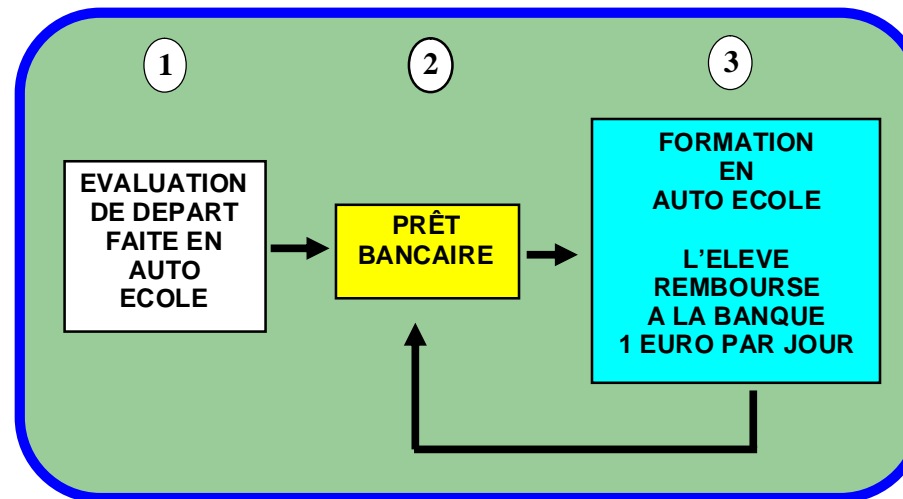 1
2
3
EVALUATION
DE DEPART
FAITE EN
AUTO
ECOLE
PRÊT
BANCAIRE
FORMATION
EN
AUTO ECOLE
L'ELEVE
REMBOURSE
A LA BANQUE
1 EURO PAR JOUR